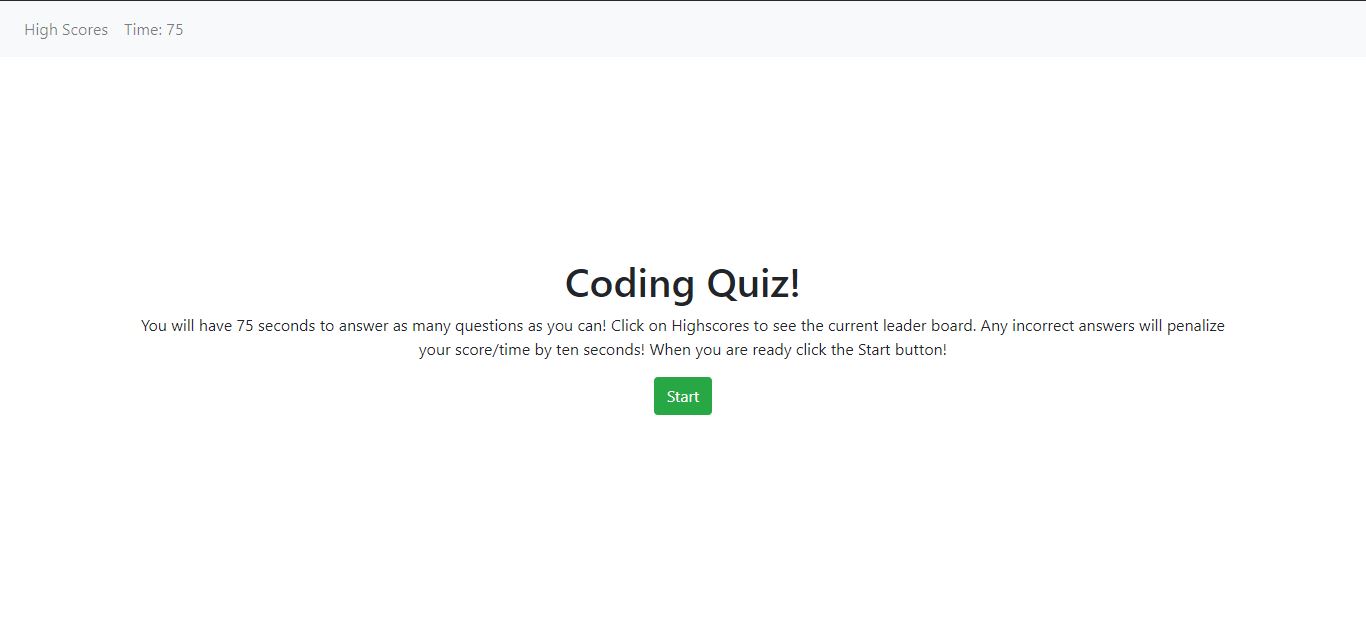 High Scores Time: 75
Coding Quiz!
You will have 75 seconds to answer as many questions as you can! Click on Highscores to see the current leader board. Any incorrect answers will penalize
your score/time by ten seconds! When you are ready click the Start button!
Start